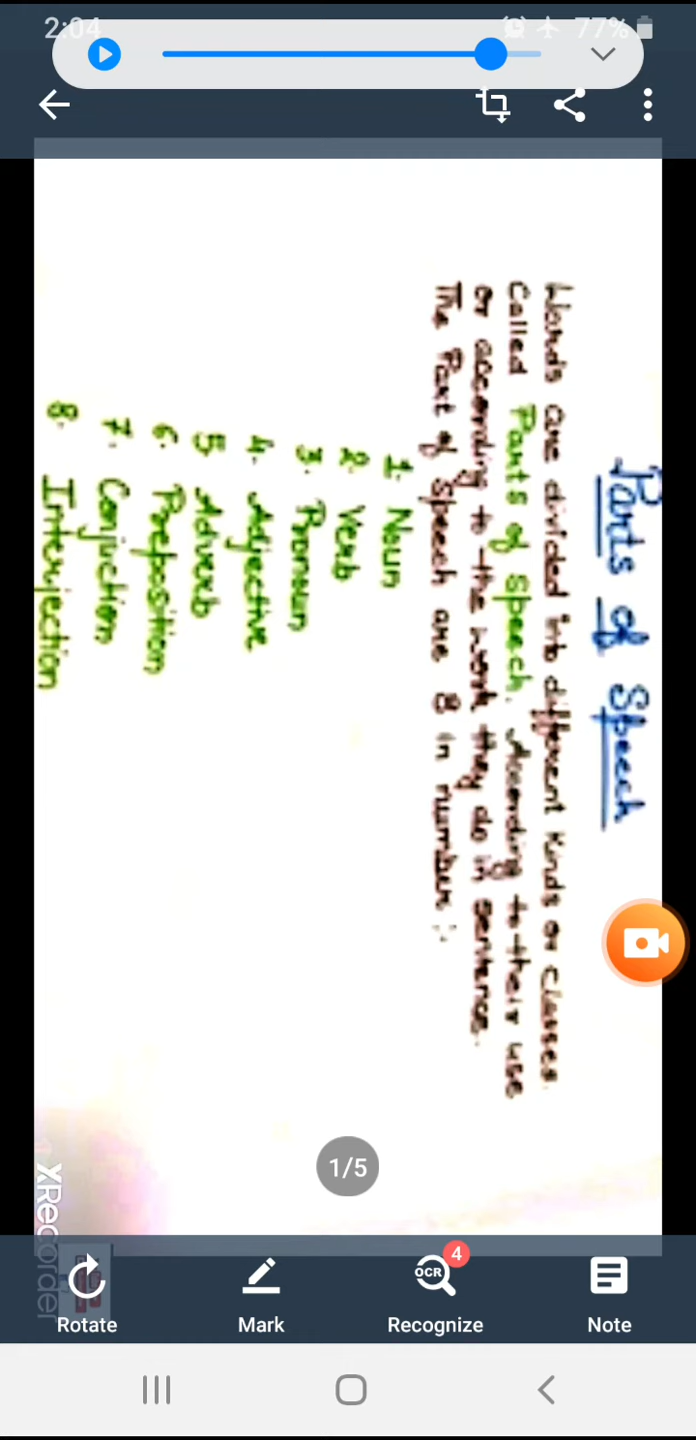 2:04
77%
Parts of Speech
Words are divided into different kinds or classes.
Called Parts of Speech. According to their use
or according to the work they do in sentence.
The Part of Speech are 8 in number :-
1. Noun
2. Verb
3. Pronoun
4. Adjective
5 Adverb
6. Preposition
7. Conjuction
8. Interjection
1/5
XRecorder
4
OCR
Rotate
Mark
Recognize
Note